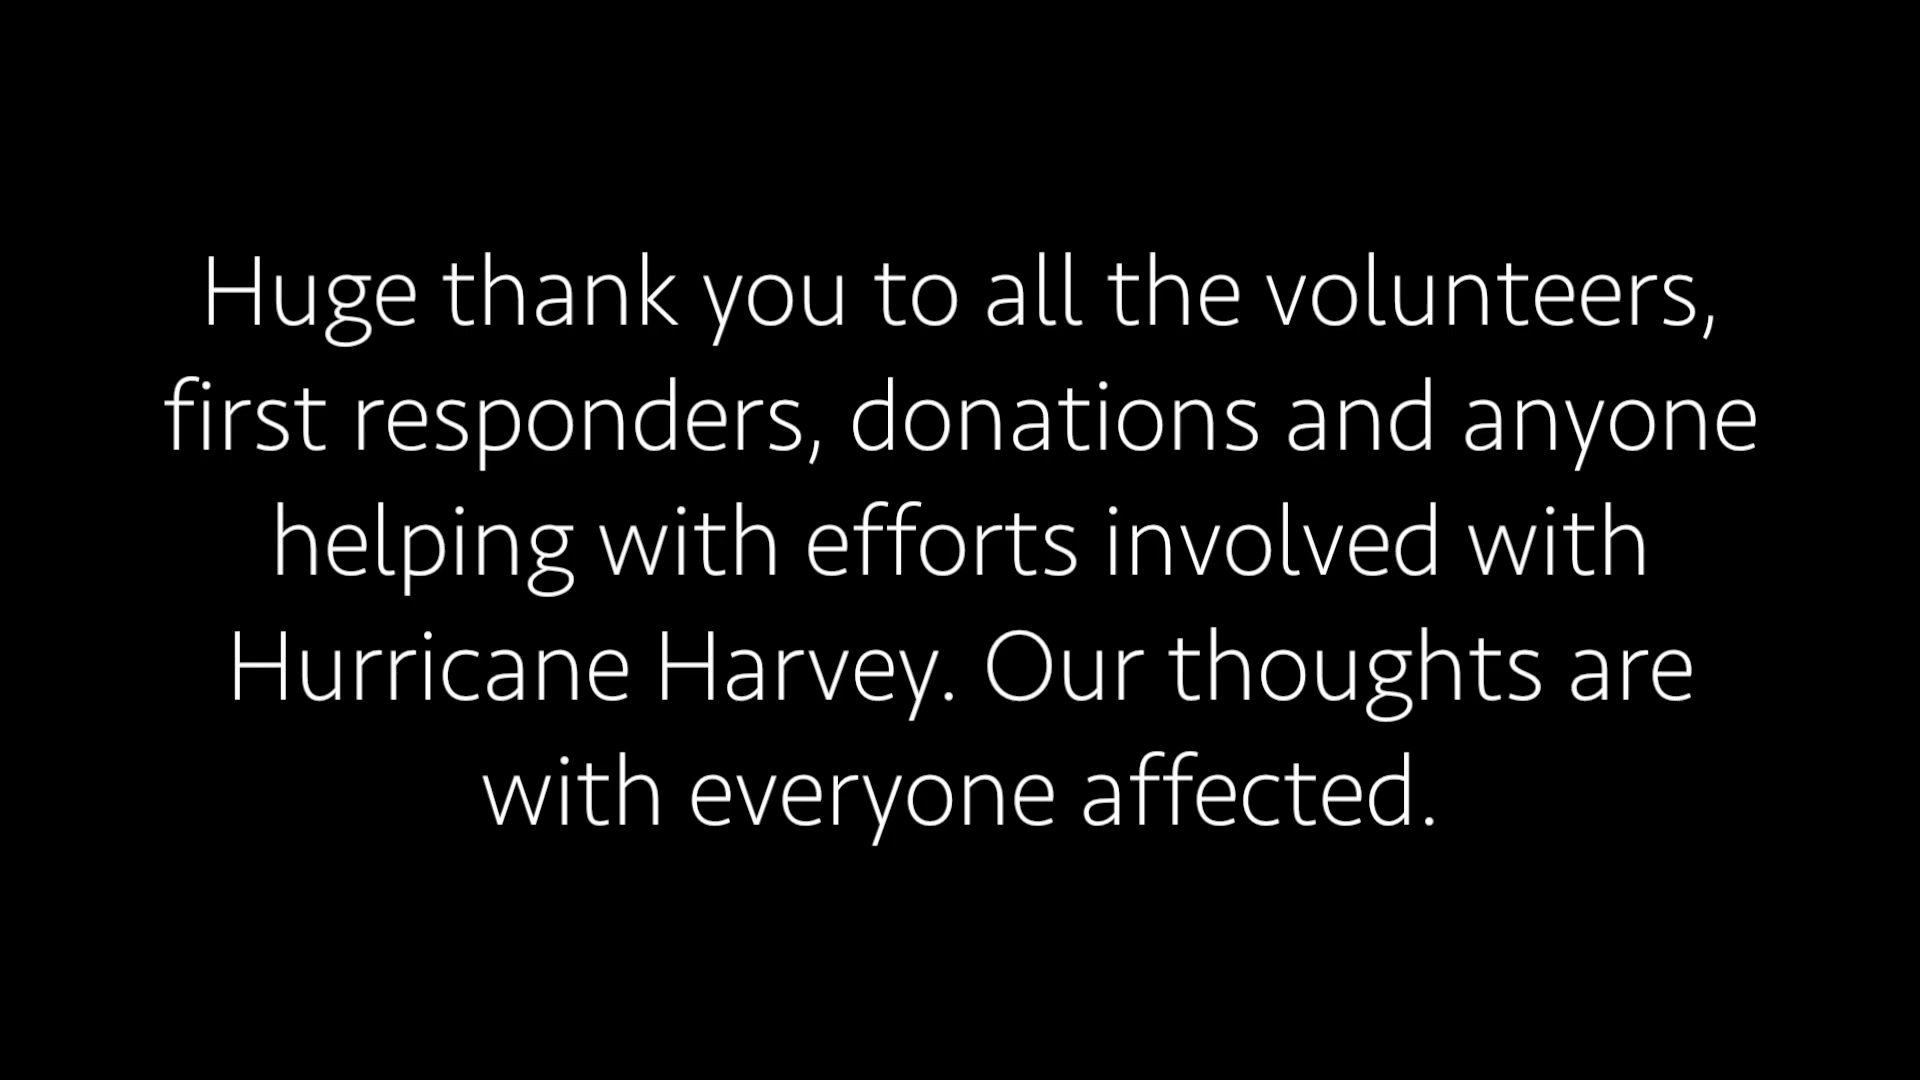 Huge thank you to all the volunteers,
first responders, donations and anyone
helping with efforts involved with
Hurricane Harvey. Our thoughts are
with everyone affected.